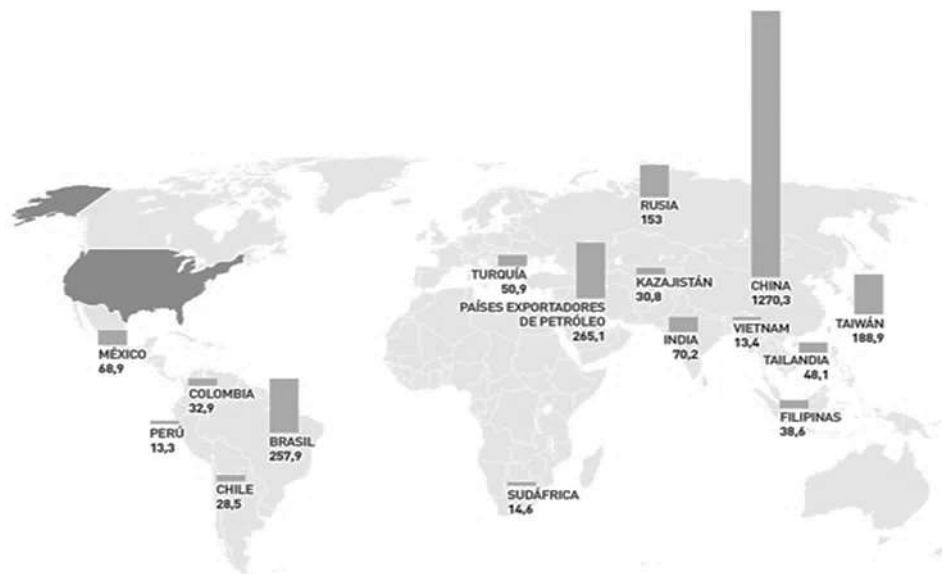 RUSIA
153
TURQUÍA
50,9
PAÍSES EXPORTADORES
DE PETRÓLEO
265,1
KAZAJISTÁN
30,8
CHINA
1270,3
TAIWÁN
188,9
INDIA
70,2
VIETNAM
13,4
TAILANDIA
48,1
FILIPINAS
38,6
MÉXICO
68,9
COLOMBIA
32,9
PERÚ
13,3
BRASIL
257,9
CHILE
28,5
SUDÁFRICA
14,6